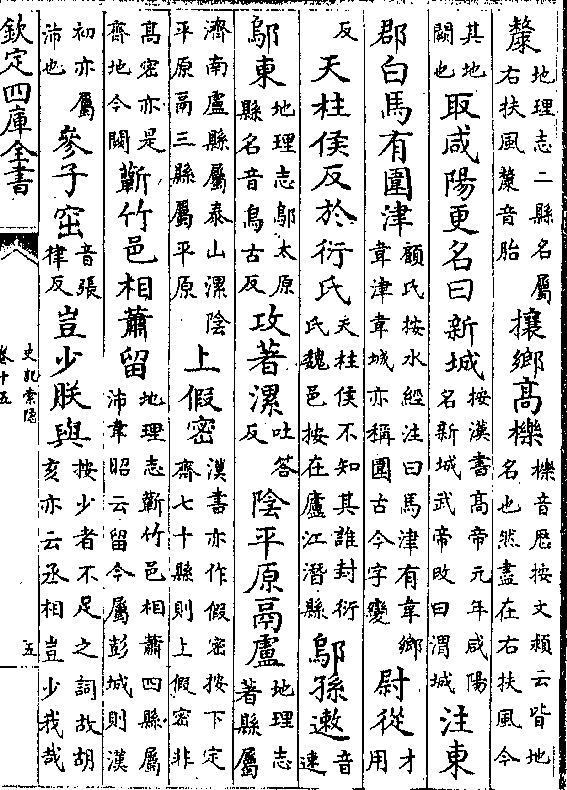 斄地理志二縣名屬右扶風斄音胎攘鄉高櫟櫟音歴按文頴云皆地名也然盡在右扶風今
其地闕也取咸陽更名曰新城按漢書高帝元年咸陽名新城武帝改曰渭城注東
郡白馬有圍津顧氏按水經注曰馬津有韋鄉韋津韋城亦稱圍古今字變尉從才用
反天柱侯反於衍氏天柱侯不知其誰封衍氏魏邑按在廬江潛縣鄔孫遫音速
鄔東地理志鄔太原縣名音烏古反攻著漯吐答反陰平原鬲盧地理志著縣屬
濟南盧縣屬泰山漯陰平原鬲三縣屬平原上假密漢書亦作假密按下定齊七十縣則上假密非
高密亦是齊地今闕蘄竹邑相蕭留地理志蘄竹邑相蕭四縣屬沛韋昭云留今屬彭城則漢
初亦屬沛也參子窋音張律反豈少朕與按少者不足之詞故胡亥亦云丞相豈少我哉
欽定四庫全書
史記索隱
卷十五
五